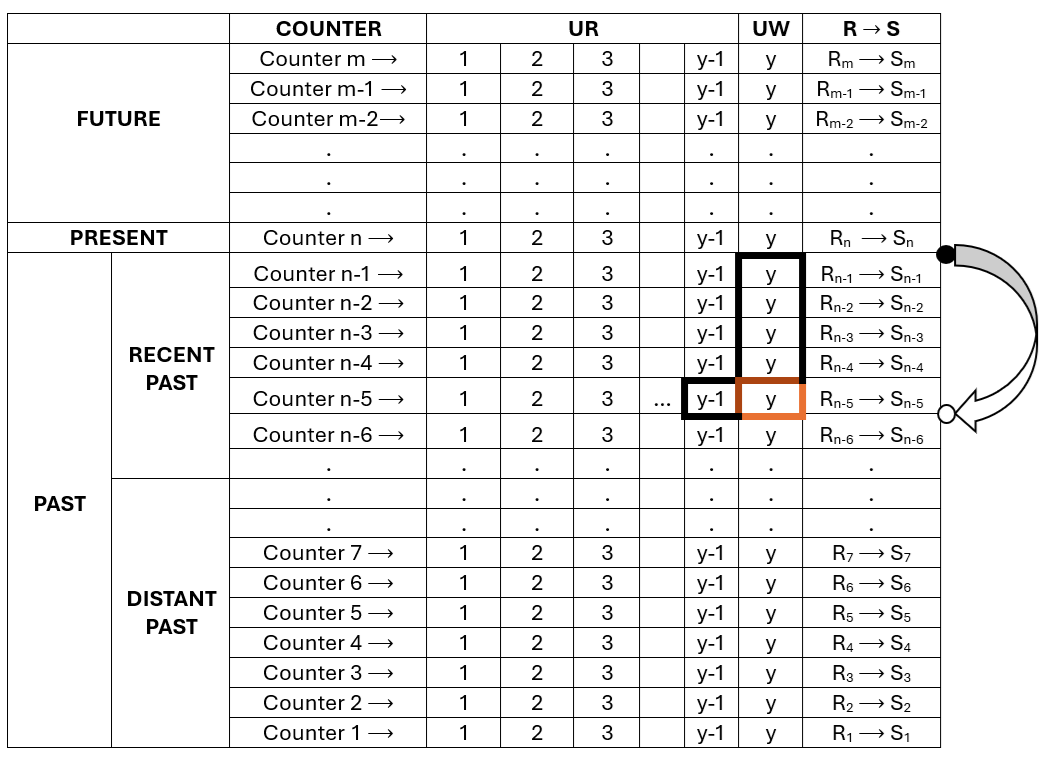 COUNTER UR UW R → S
FUTURE
Counter m → 1 2 3 y-1 y Rm → Sm
Counter m-1 → 1 2 3 y-1 y Rm-1 → Sm-1
Counter m-2→ 1 2 3 y-1 y Rm-2 → Sm-2
. . . . . . .
. . . . . . .
. . . . . . .
PRESENT Counter n → 1 2 3 y-1 y Rn → Sn
PAST
RECENT
PAST
Counter n-1 → 1 2 3 y-1 y Rn-1 → Sn-1
Counter n-2 → 1 2 3 y-1 y Rn-2 → Sn-2
Counter n-3 → 1 2 3 y-1 y Rn-3 → Sn-3
Counter n-4 → 1 2 3 y-1 y Rn-4 → Sn-4
Counter n-5 → 1 2 3 ... y-1 y Rn-5 → Sn-5
Counter n-6 → 1 2 3 y-1 y Rn-6 → Sn-6
. . . . . . .
DISTANT
PAST
. . . . . . .
. . . . . . .
Counter 7 → 1 2 3 y-1 y R7 → S7
Counter 6 → 1 2 3 y-1 y R6 → S6
Counter 5 → 1 2 3 y-1 y R5 → S5
Counter 4 → 1 2 3 y-1 y R4 → S4
Counter 3 → 1 2 3 y-1 y R3 → S3
Counter 2 → 1 2 3 y-1 y R2 → S2
Counter 1 → 1 2 3 y-1 y R1 → S1